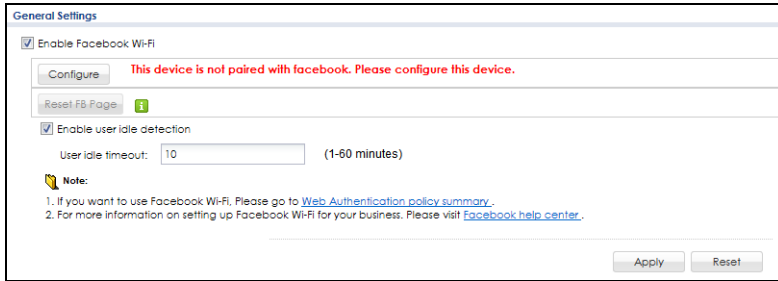 General Settings
Enable Facebook Wi-Fi
Configure This device is not paired with facebook. Please configure this device.
Reset FB Page i
Enable user idle detection
User idle timeout: 10 (1-60 minutes)
Note:
1. If you want to use Facebook Wi-Fi, Please go to Web Authentication policy summary .
2. For more information on setting up Facebook Wi-Fi for your business. Please visit Facebook help center .
Apply Reset